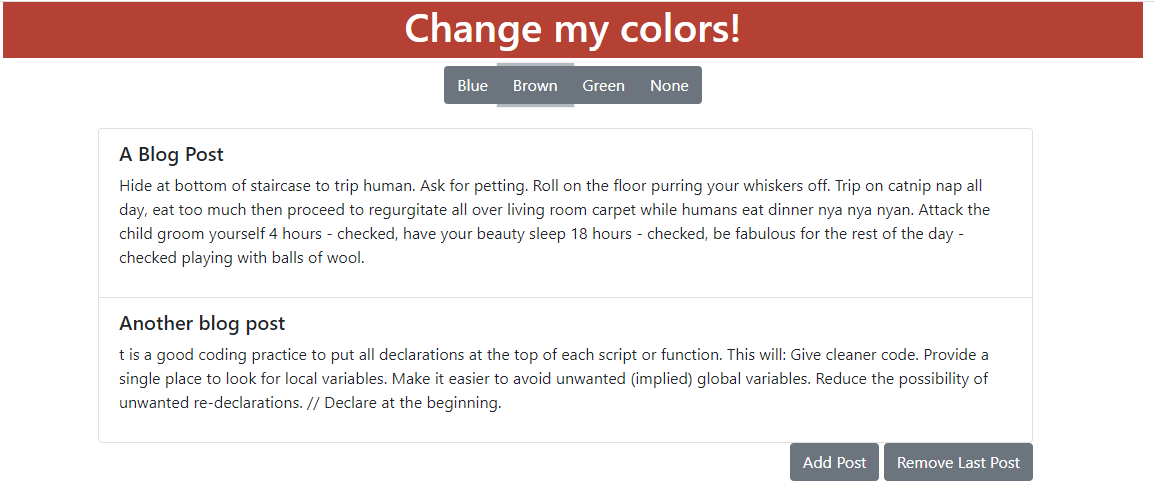 Change my colors!
Blue Brown Green None
A Blog Post
Hide at bottom of staircase to trip human. Ask for petting. Roll on the floor purring your whiskers off. Trip on catnip nap all
day, eat too much then proceed to regurgitate all over living room carpet while humans eat dinner nya nya nyan. Attack the
child groom yourself 4 hours - checked, have your beauty sleep 18 hours - checked, be fabulous for the rest of the day -
checked playing with balls of wool.
Another blog post
t is a good coding practice to put all declarations at the top of each script or function. This will: Give cleaner code. Provide a
single place to look for local variables. Make it easier to avoid unwanted (implied) global variables. Reduce the possibility of
unwanted re-declarations. // Declare at the beginning.
Add Post Remove Last Post